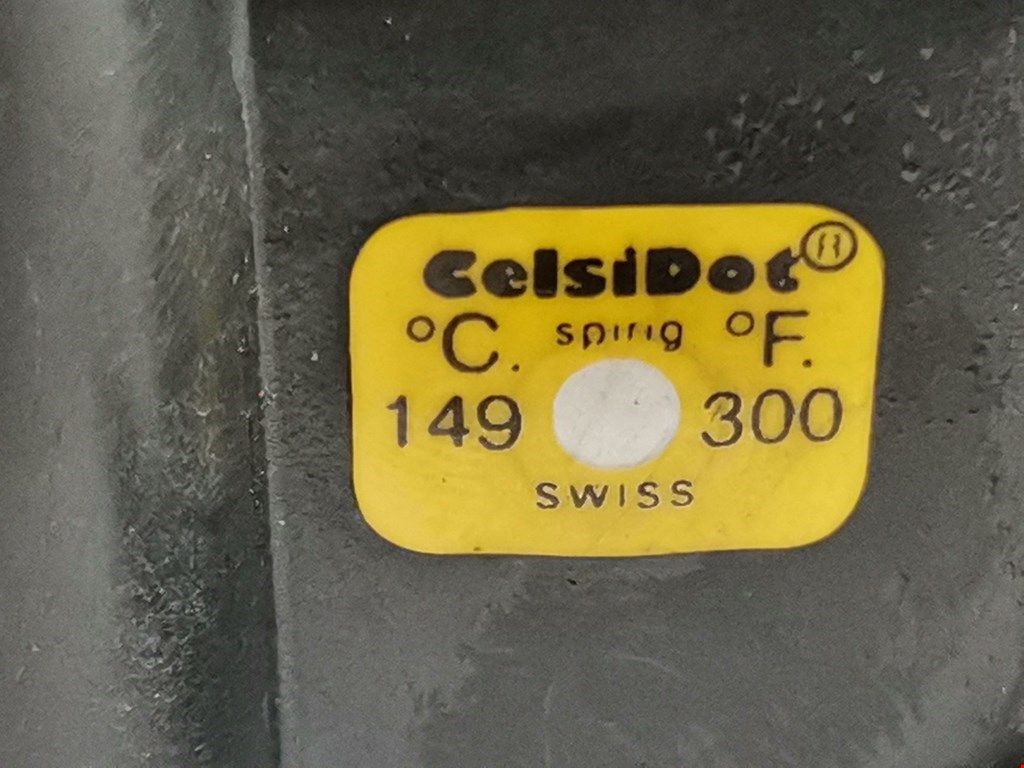 CelsiDot®
°C. spirig °F.
149 300
SWISS